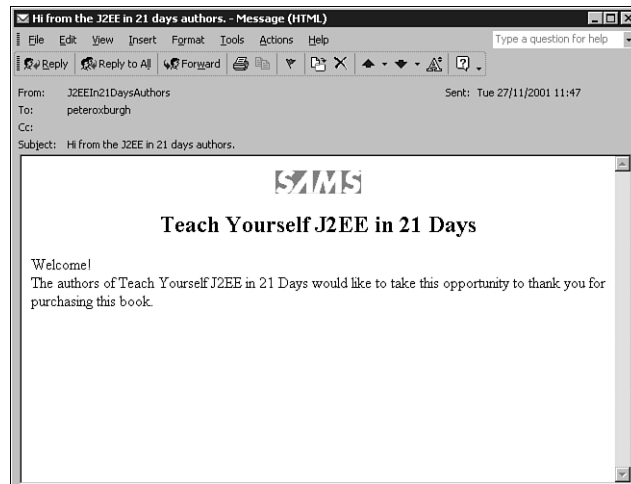 Hi from the J2EE in 21 days authors. - Message (HTML)
File Edit View Insert Format Tools Actions Help Type a question for help
Reply Reply to All Forward
From: J2EEIn21DaysAuthors Sent: Tue 27/11/2001 11:47
To: peteroxburgh
Cc:
Subject: Hi from the J2EE in 21 days authors.
SAMS
Teach Yourself J2EE in 21 Days
Welcome!
The authors of Teach Yourself J2EE in 21 Days would like to take this opportunity to thank you for
purchasing this book.